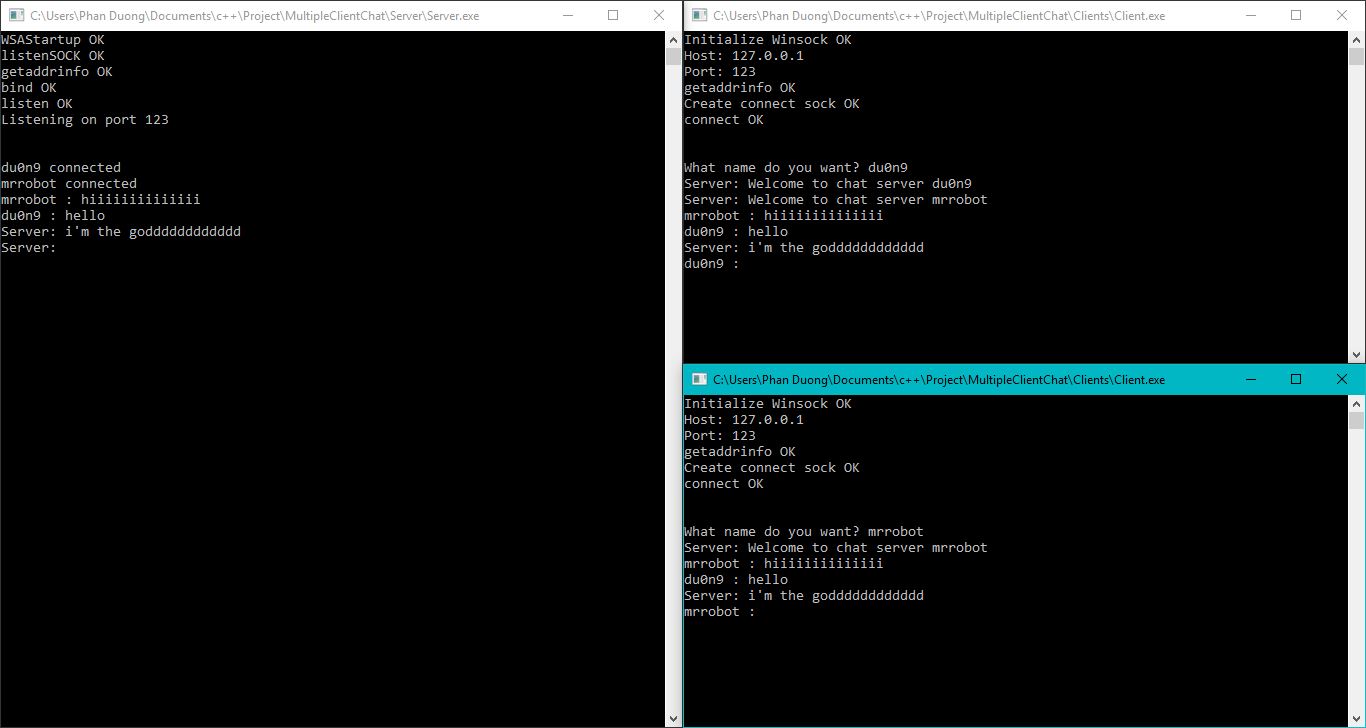 C:\Users\Phan Duong\Documents\c++\Project\MultipleClientChat\Server\Server.exe
WSAStartup OK
listenSOCK OK
getaddrinfo OK
bind OK
listen OK
Listening on port 123
du0n9 connected
mrrobot connected
mrrobot : hiiiiiiiiiiiiii
du0n9 : hello
Server: i'm the godddddddddddd
Server:
C:\Users\Phan Duong\Documents\c++\Project\MultipleClientChat\Clients\Client.exe
Initialize Winsock OK
Host: 127.0.0.1
Port: 123
getaddrinfo OK
Create connect sock OK
connect OK
What name do you want? du0n9
Server: Welcome to chat server du0n9
Server: Welcome to chat server mrrobot
mrrobot : hiiiiiiiiiiiiii
du0n9 : hello
Server: i'm the godddddddddddd
du0n9 :
C:\Users\Phan Duong\Documents\c++\Project\MultipleClientChat\Clients\Client.exe
Initialize Winsock OK
Host: 127.0.0.1
Port: 123
getaddrinfo OK
Create connect sock OK
connect OK
What name do you want? mrrobot
Server: Welcome to chat server mrrobot
mrrobot : hiiiiiiiiiiiiii
du0n9 : hello
Server: i'm the godddddddddddd
mrrobot :